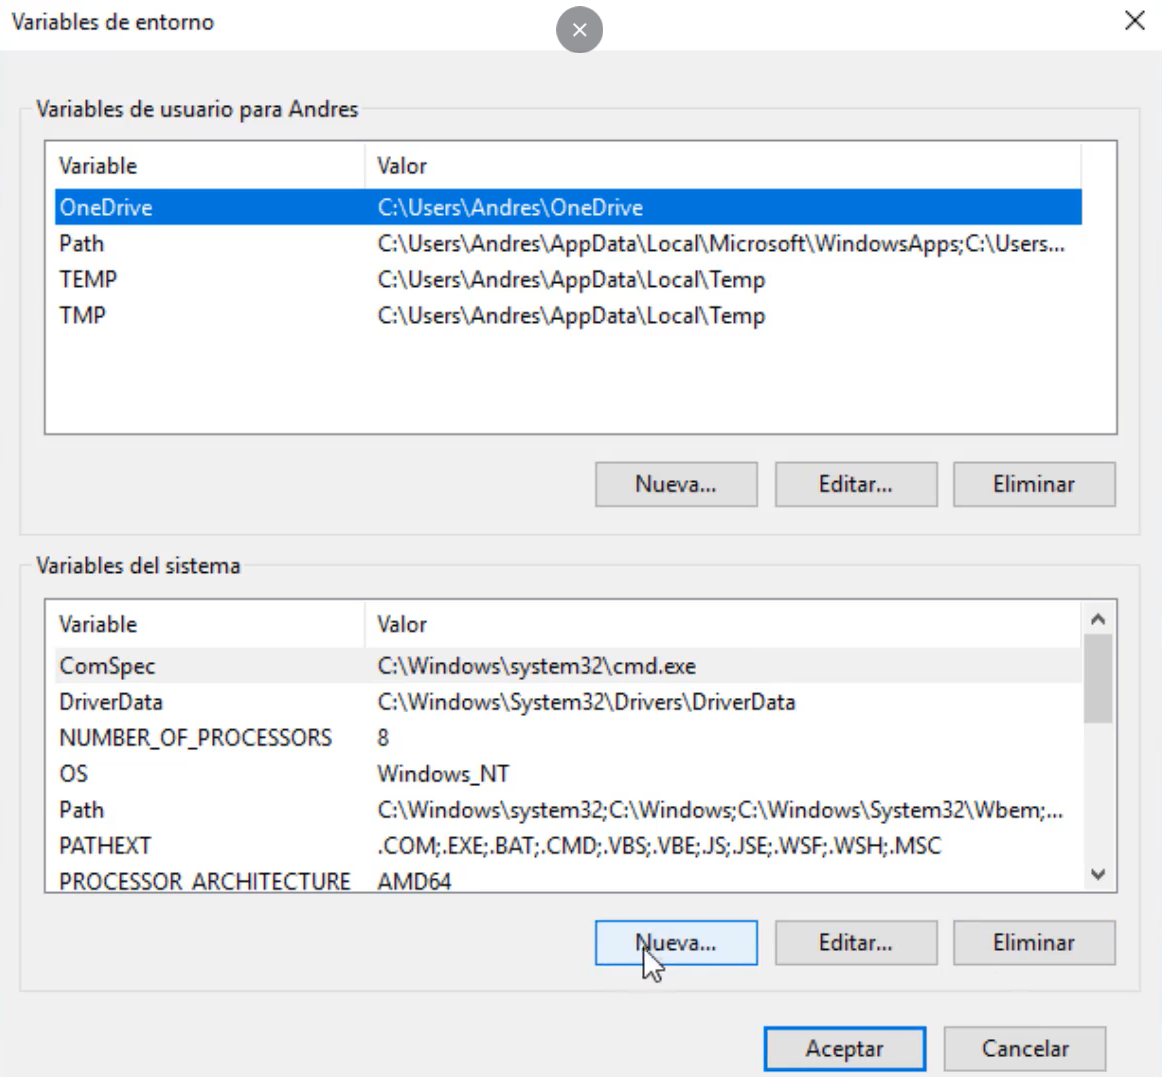 Variables de entorno
Variables de usuario para Andres
Variable Valor
OneDrive C:\Users\Andres\OneDrive
Path C:\Users\Andres\AppData\Local\Microsoft\WindowsApps;C:\Users...
TEMP C:\Users\Andres\AppData\Local\Temp
TMP C:\Users\Andres\AppData\Local\Temp
Nueva... Editar... Eliminar
Variables del sistema
Variable Valor
ComSpec C:\Windows\system32\cmd.exe
DriverData C:\Windows\System32\Drivers\DriverData
NUMBER_OF_PROCESSORS 8
OS Windows_NT
Path C:\Windows\system32;C:\Windows;C:\Windows\System32\Wbem;...
PATHEXT .COM;.EXE;.BAT;.CMD;.VBS;.VBE;.JS;.JSE;.WSF;.WSH;.MSC
PROCESSOR_ARCHITECTURE AMD64
Nueva... Editar... Eliminar
Aceptar Cancelar